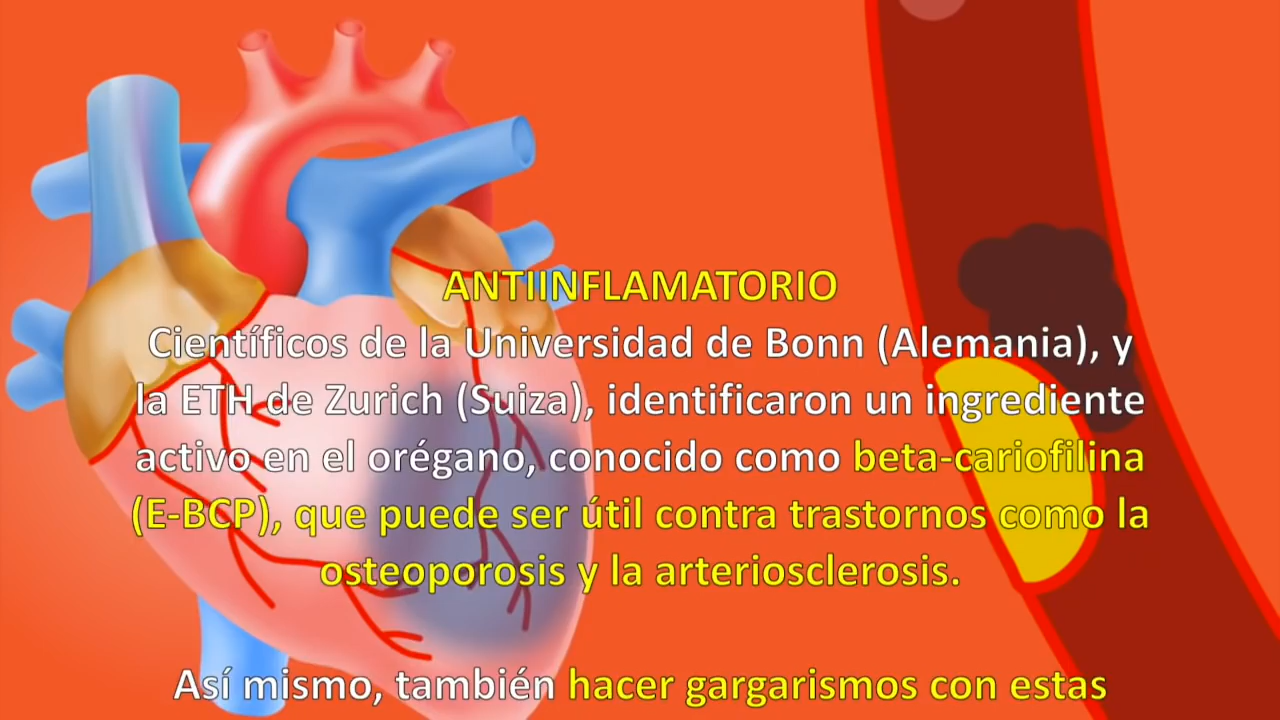 ANTIINFLAMATORIO
Científicos de la Universidad de Bonn (Alemania), y
la ETH de Zurich (Suiza), identificaron un ingrediente
activo en el orégano, conocido como beta-cariofilina
(E-BCP), que puede ser útil contra trastornos como la
osteoporosis y la arteriosclerosis.
Así mismo, también hacer gargarismos con estas